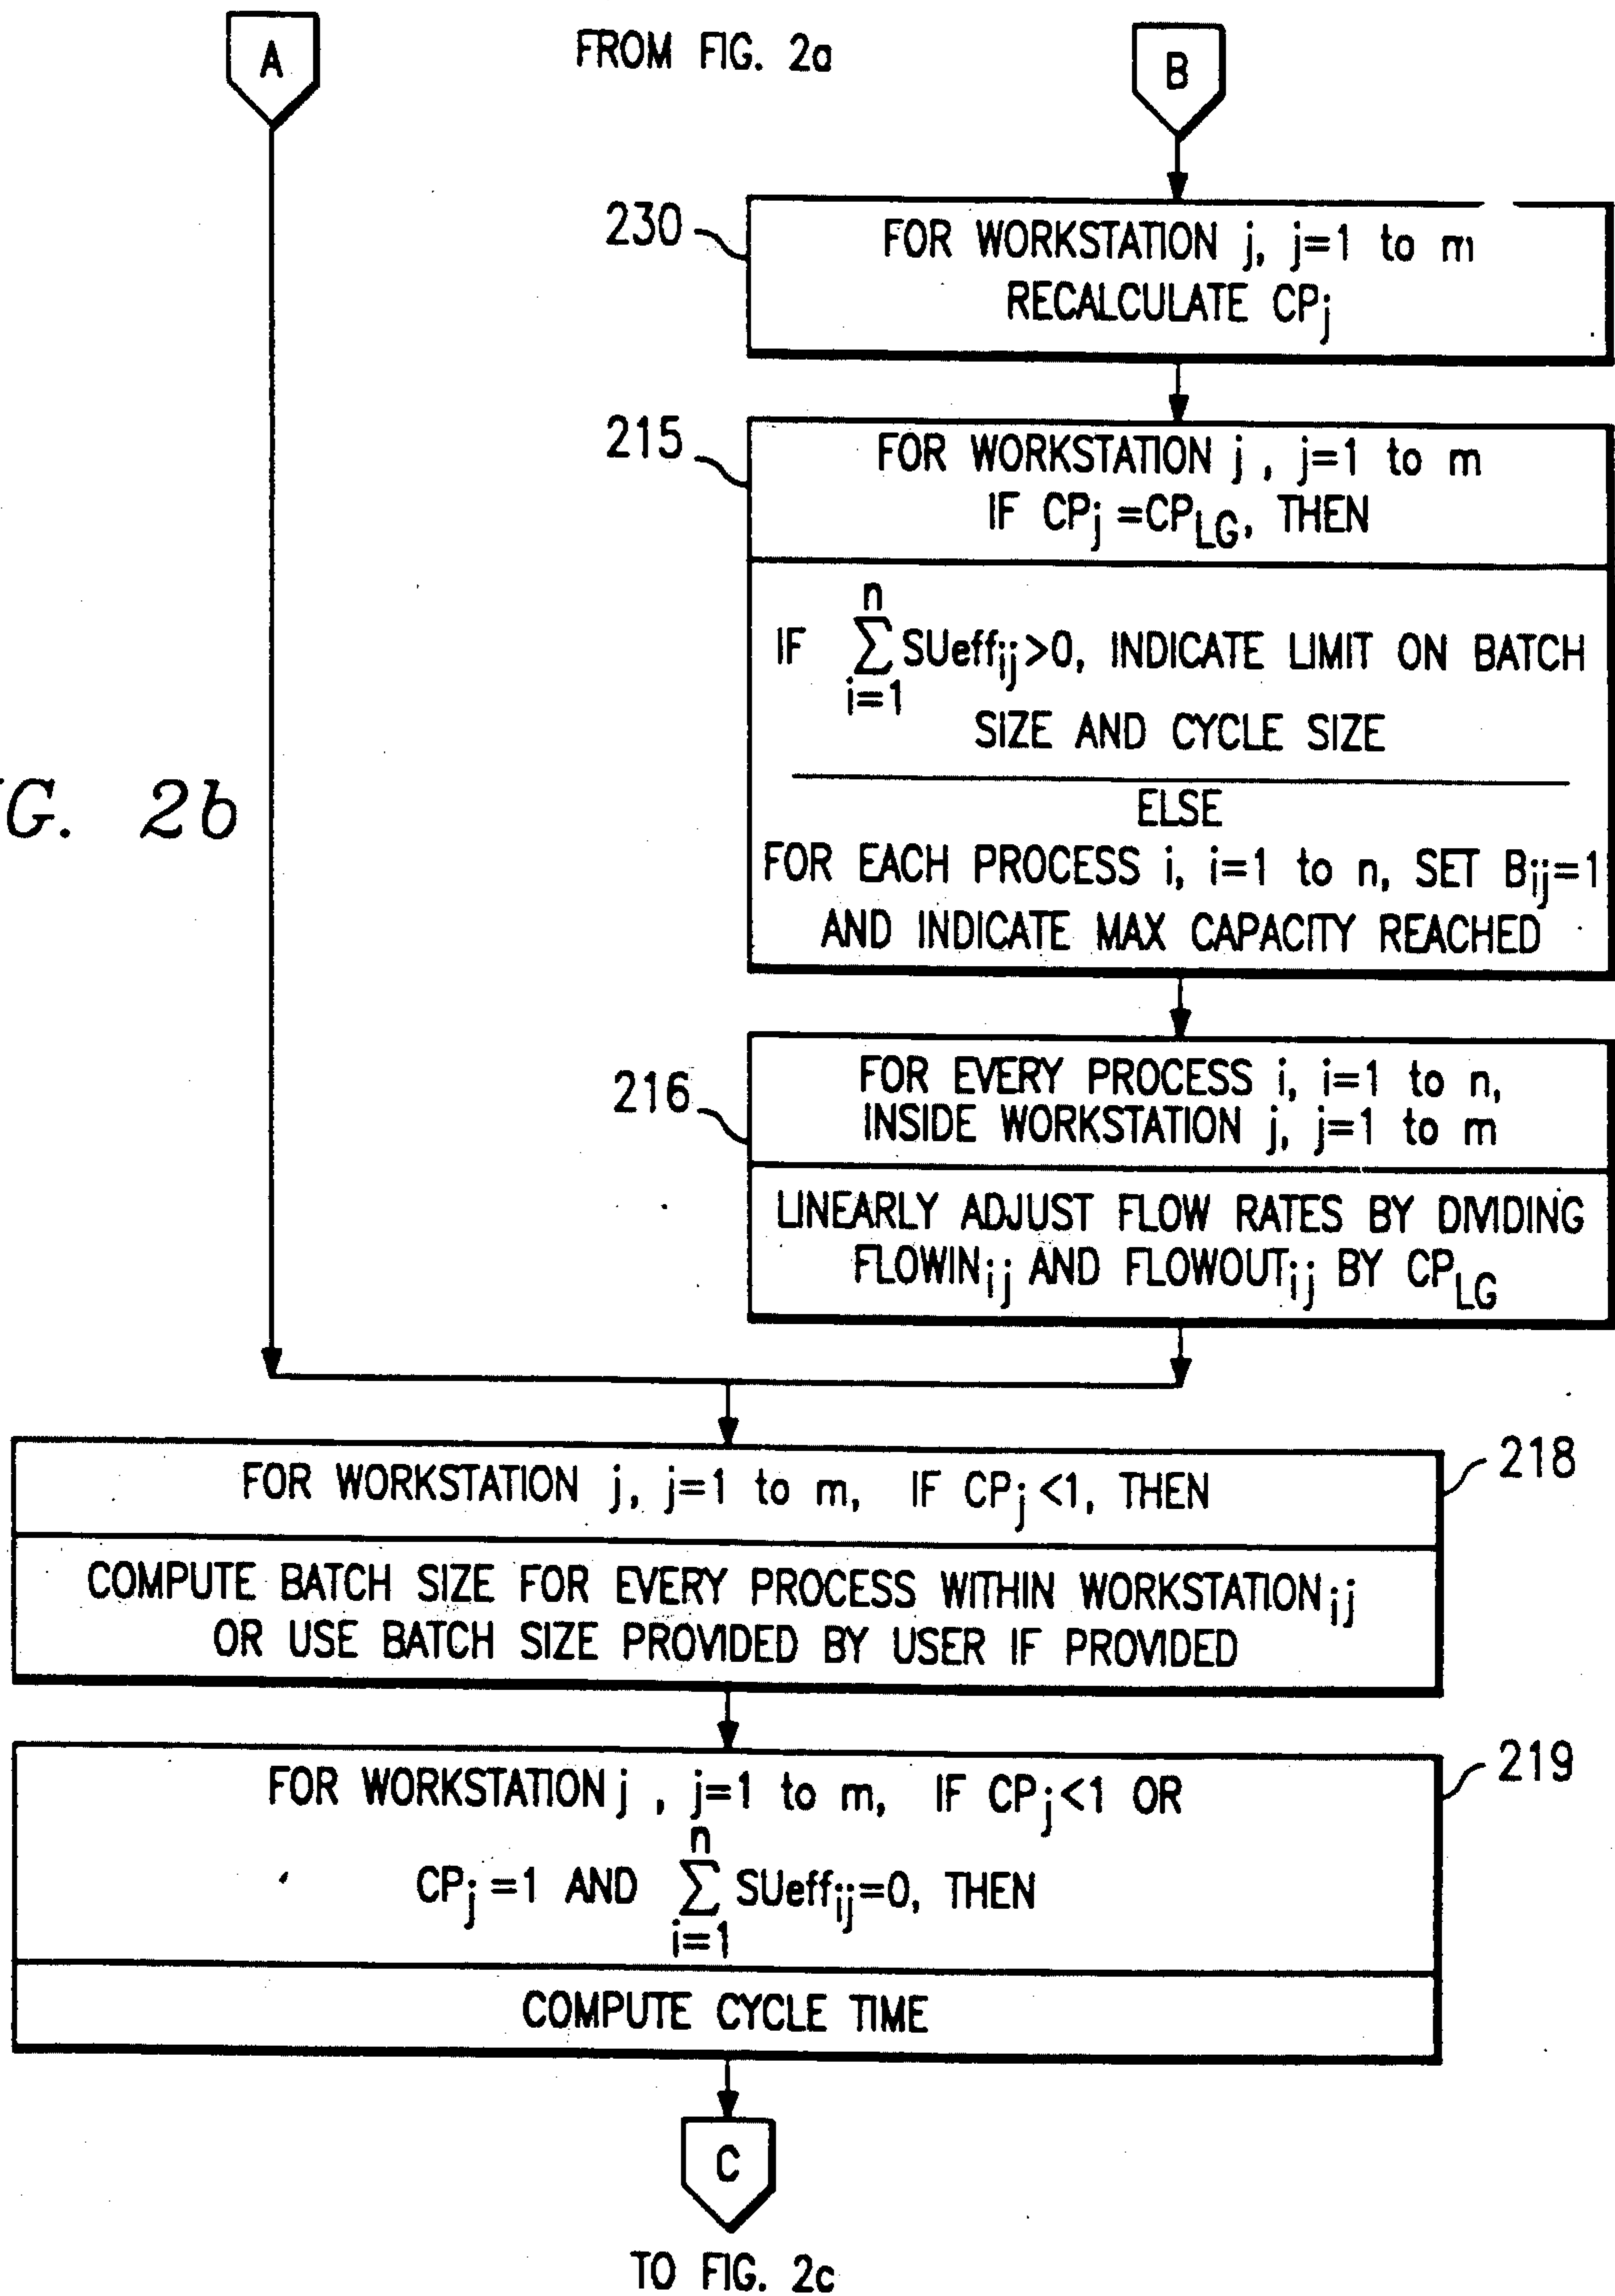 A
FROM FIG. 2a
B
230
FOR WORKSTATION j, j=1 to m
RECALCULATE CPj
215
FOR WORKSTATION j , j=1 to m
IF CPj =CPLG, THEN
n
IF ∑ SUeffij>0, INDICATE LIMIT ON BATCH
i=1
SIZE AND CYCLE SIZE
ELSE
FOR EACH PROCESS i, i=1 to n, SET Bij=1
AND INDICATE MAX CAPACITY REACHED
G. 2b
216
FOR EVERY PROCESS i, i=1 to n,
INSIDE WORKSTATION j, j=1 to m
LINEARLY ADJUST FLOW RATES BY DIVIDING
FLOWINij AND FLOWOUTij BY CPLG
218
FOR WORKSTATION j, j=1 to m, IF CPj <1, THEN
COMPUTE BATCH SIZE FOR EVERY PROCESS WITHIN WORKSTATIONij
OR USE BATCH SIZE PROVIDED BY USER IF PROVIDED
219
FOR WORKSTATION j , j=1 to m, IF CPj<1 OR
n
CPj =1 AND ∑ SUeffij=0, THEN
i=1
COMPUTE CYCLE TIME
C
TO FIG. 2c